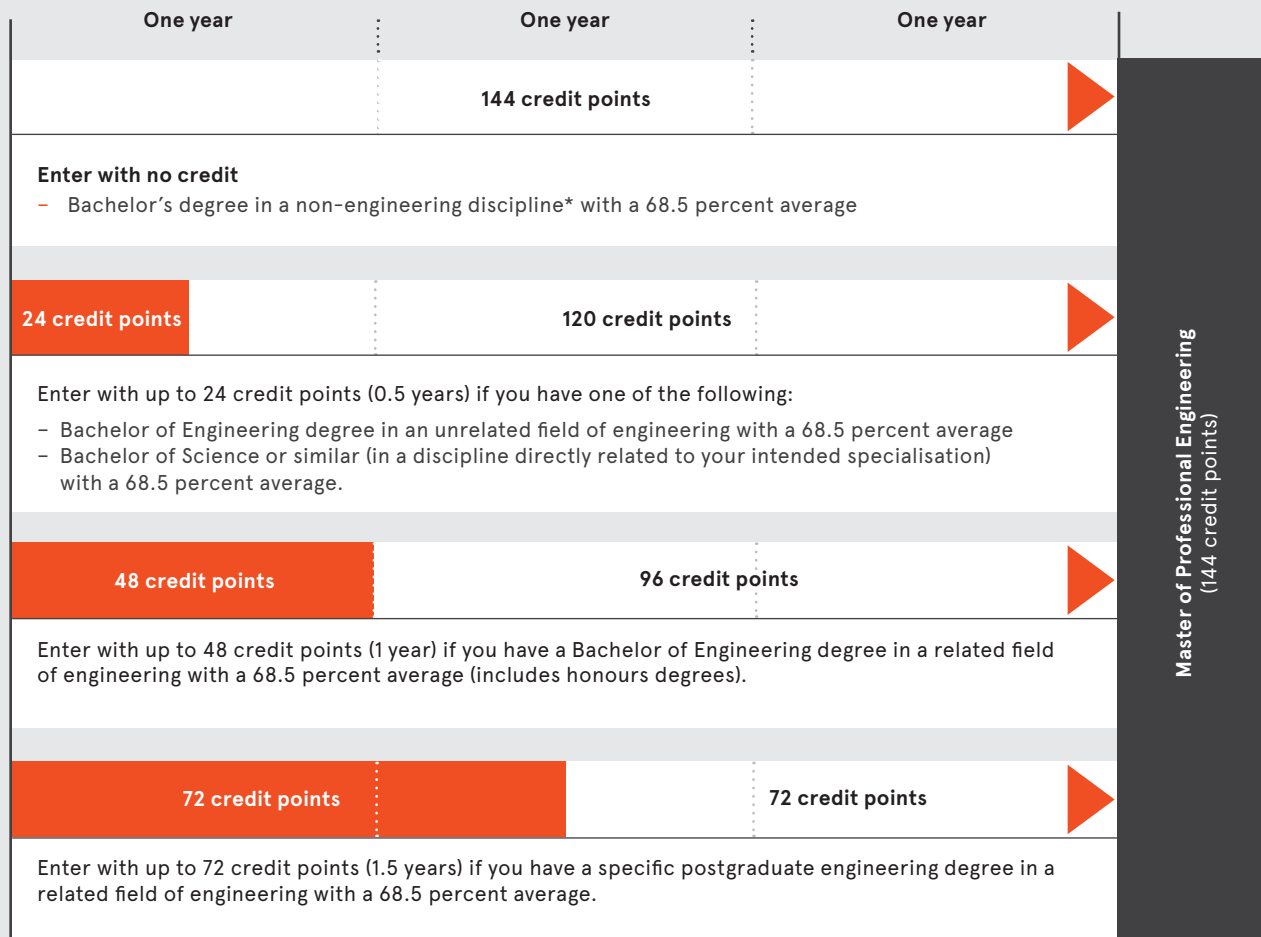 One year
One year
One year
144 credit points
Enter with no credit
– Bachelor's degree in a non-engineering discipline* with a 68.5 percent average
24 credit points
120 credit points
Enter with up to 24 credit points (0.5 years) if you have one of the following:
– Bachelor of Engineering degree in an unrelated field of engineering with a 68.5 percent average
– Bachelor of Science or similar (in a discipline directly related to your intended specialisation)
with a 68.5 percent average.
48 credit points
96 credit points
Enter with up to 48 credit points (1 year) if you have a Bachelor of Engineering degree in a related field
of engineering with a 68.5 percent average (includes honours degrees).
72 credit points
72 credit points
Enter with up to 72 credit points (1.5 years) if you have a specific postgraduate engineering degree in a
related field of engineering with a 68.5 percent average.
Master of Professional Engineering
(144 credit points)